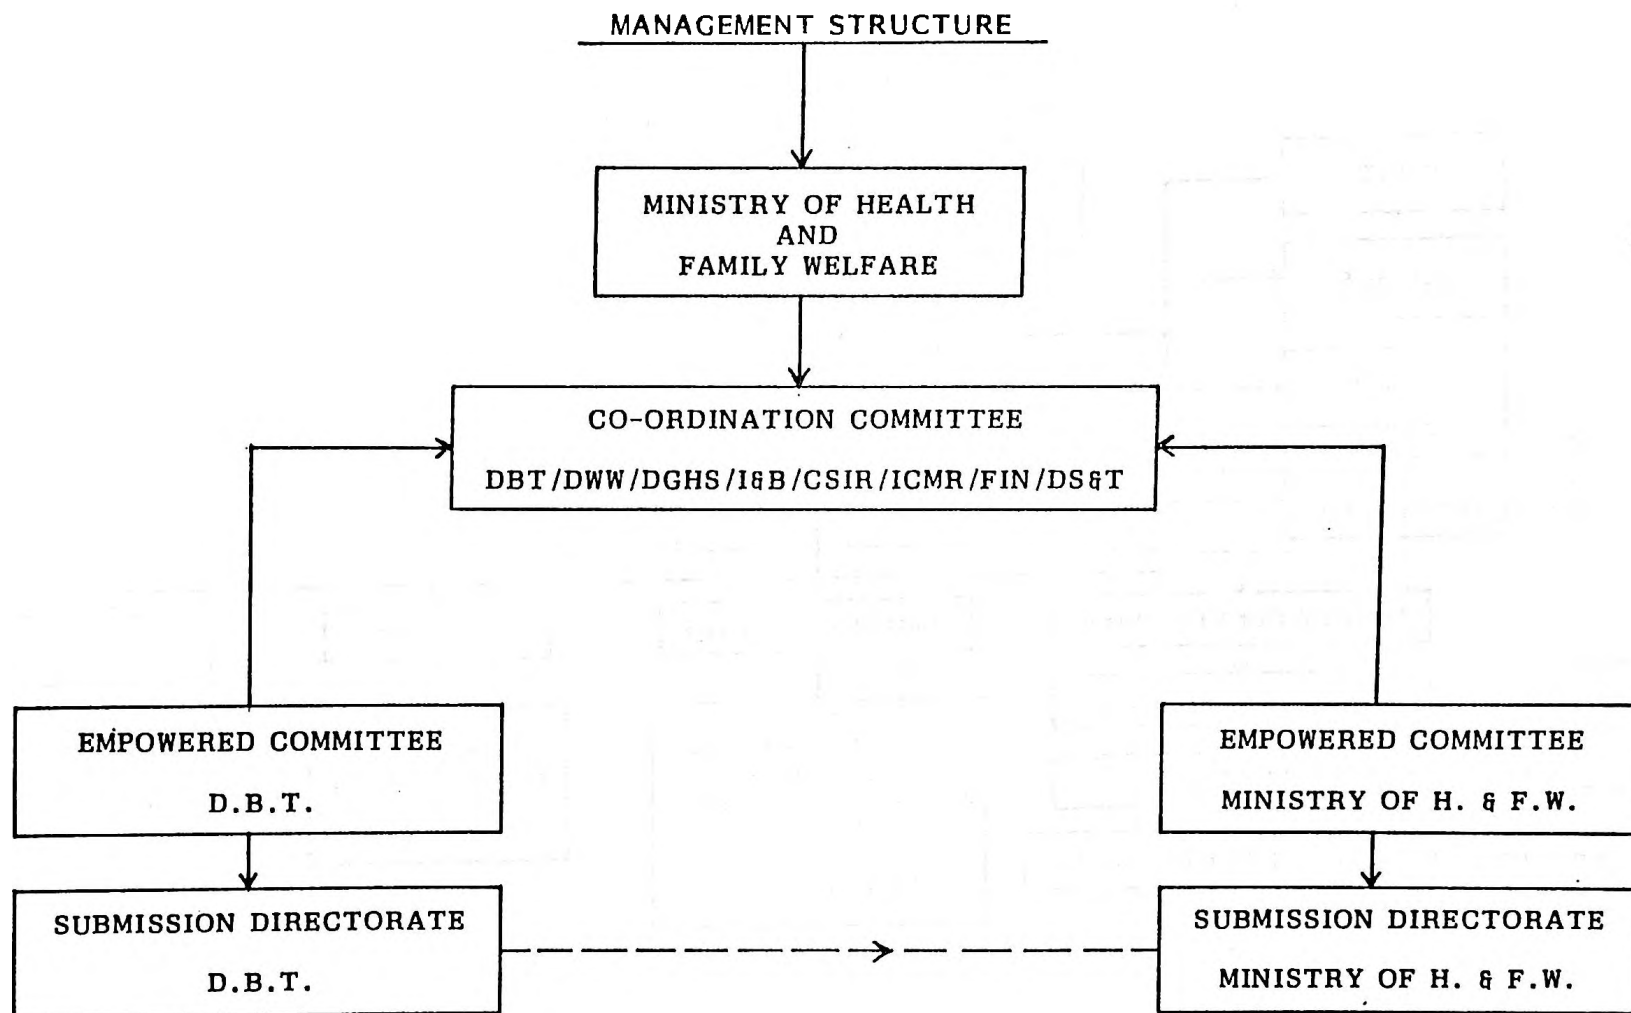 MANAGEMENT STRUCTURE
MINISTRY OF HEALTH
AND
FAMILY WELFARE
CO-ORDINATION COMMITTEE
DBT/DWW/DGHS/I&B/CSIR/ICMR/FIN/DS&T
EMPOWERED COMMITTEE
D.B.T.
EMPOWERED COMMITTEE
MINISTRY OF H. & F.W.
SUBMISSION DIRECTORATE
D.B.T.
SUBMISSION DIRECTORATE
MINISTRY OF H. & F.W.